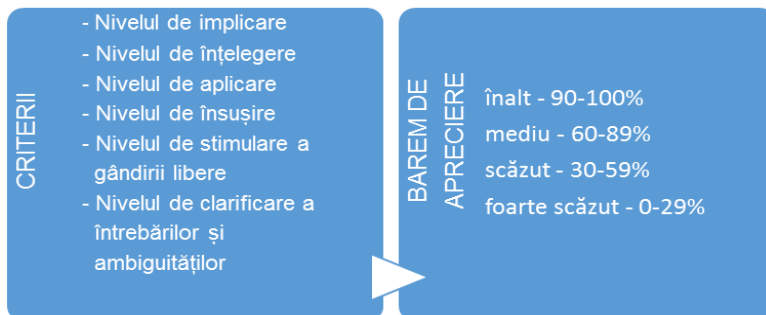 CRITERII
- Nivelul de implicare
- Nivelul de înțelegere
- Nivelul de aplicare
- Nivelul de însușire
- Nivelul de stimulare a
gândirii libere
- Nivelul de clarificare a
întrebărilor și
ambiguităților
BAREM DE
APRECIERE
înalt - 90-100%
mediu - 60-89%
scăzut - 30-59%
foarte scăzut - 0-29%